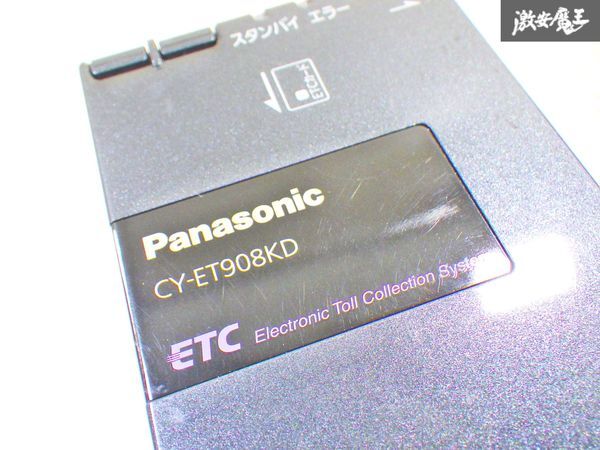 激安魔王
スタンバイ エラー
ETCカード
Panasonic
CY-ET908KD
ETC Electronic Toll Collection System